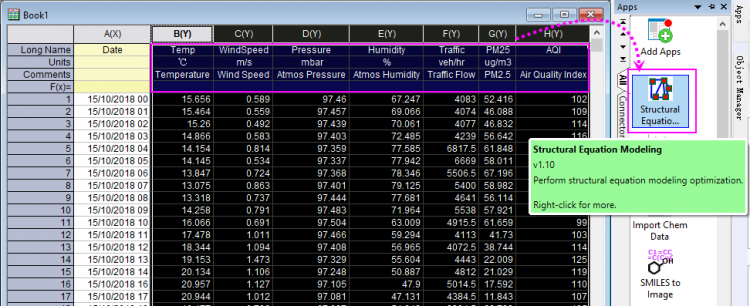 Book1
A(X) B(Y) C(Y) D(Y) E(Y) F(Y) G(Y) H(Y)
Long Name Date Temp WindSpeed Pressure Humidity Traffic PM25 AQI
Units ℃ m/s mbar % veh/hr ug/m3
Comments Temperature Wind Speed Atmos Pressure Atmos Humidity Traffic Flow PM2.5 Air Quality Index
F(x)=
1 15/10/2018 00 15.656 0.589 97.46 67.247 4083 52.416 102
2 15/10/2018 01 15.464 0.559 97.457 69.066 4074 46.088 109
3 15/10/2018 02 15.26 0.492 97.439 70.061 4077 46.832 114
4 15/10/2018 03 14.866 0.583 97.403 72.485 4239 56.642 116
5 15/10/2018 04 14.154 0.814 97.359 77.585 6817.5 61.848
6 15/10/2018 05 14.145 0.534 97.337 77.942 6669 58.011
7 15/10/2018 06 13.847 0.724 97.368 78.346 5506.5 67.196
8 15/10/2018 07 13.075 0.863 97.401 79.125 5400 58.982
9 15/10/2018 08 13.318 0.737 97.444 77.681 4641 56.114
10 15/10/2018 09 14.258 0.791 97.483 71.964 5538 57.921
11 15/10/2018 10 16.066 0.691 97.504 63.009 4915.5 61.659 99
12 15/10/2018 11 17.478 1.011 97.466 59.294 4113 41.73 103
13 15/10/2018 12 18.344 1.094 97.408 56.965 4072.5 38.744 114
14 15/10/2018 13 19.153 1.473 97.329 55.604 4443 22.009 125
15 15/10/2018 14 20.134 1.106 97.248 50.887 4812 21.029 119
16 15/10/2018 15 20.957 1.127 97.105 47.9 5014.5 17.592 110
17 15/10/2018 16 20.944 1.012 97.081 47.131 4384.5 11.843 107
Apps
Add Apps
All
Connector
Structural
Equatio...
Structural Equation Modeling
v1.10
Perform structural equation modeling optimization.
Right-click for more.
Import Chem
Data
SMILES to
Image
Apps
Object Manager